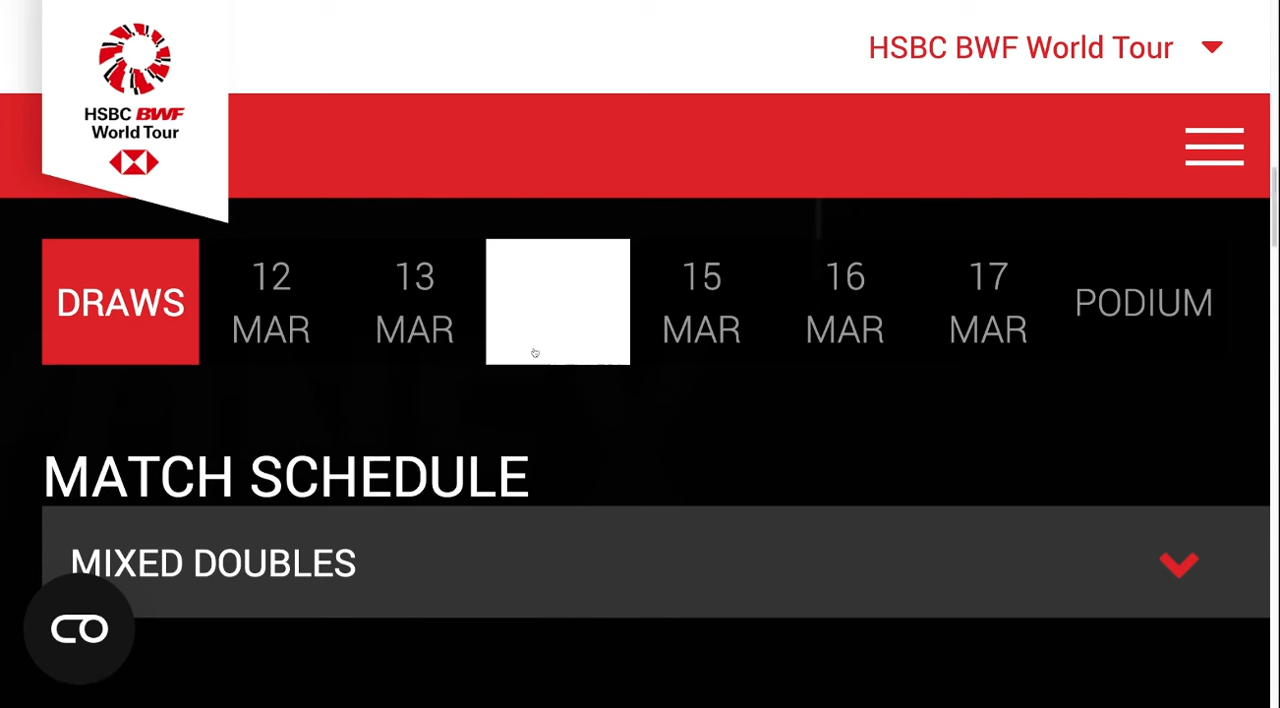 HSBC BWF World Tour
HSBC BWF
World Tour
DRAWS
12
MAR
13
MAR
15
MAR
16
MAR
17
MAR
PODIUM
MATCH SCHEDULE
MIXED DOUBLES